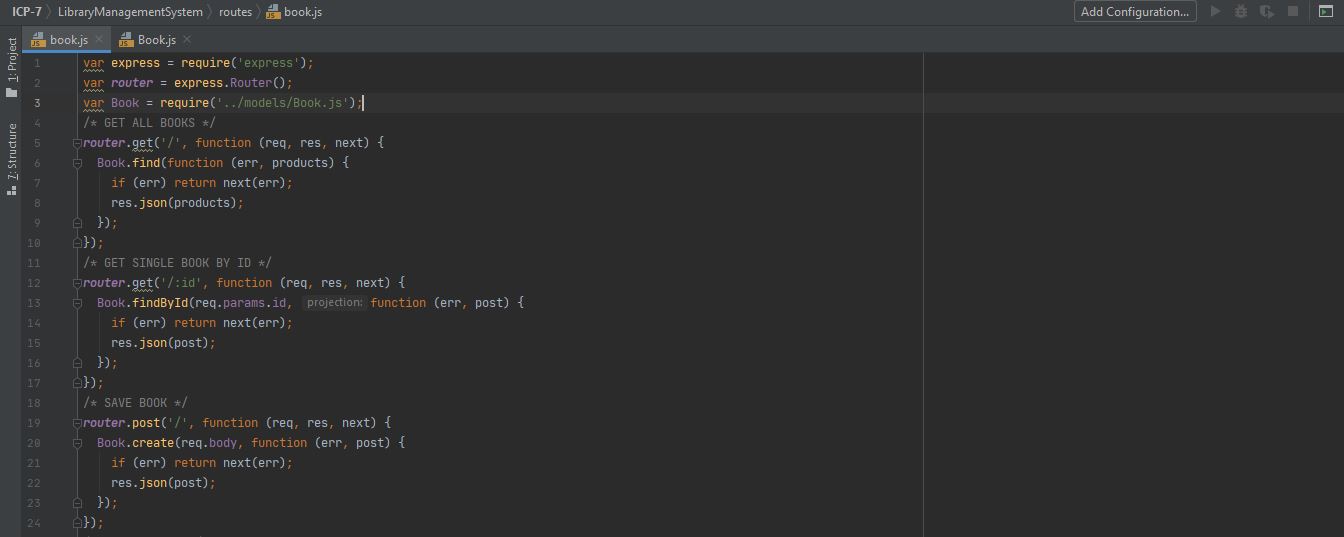 ICP-7 LibraryManagementSystem routes book.js Add Configuration...
book.js Book.js
1: Project
7: Structure
1 var express = require('express');
2 var router = express.Router();
3 var Book = require('../models/Book.js');
4 /* GET ALL BOOKS */
5 router.get('/', function (req, res, next) {
6 Book.find(function (err, products) {
7 if (err) return next(err);
8 res.json(products);
9 });
10 });
11 /* GET SINGLE BOOK BY ID */
12 router.get('/:id', function (req, res, next) {
13 Book.findById(req.params.id, projection: function (err, post) {
14 if (err) return next(err);
15 res.json(post);
16 });
17 });
18 /* SAVE BOOK */
19 router.post('/', function (req, res, next) {
20 Book.create(req.body, function (err, post) {
21 if (err) return next(err);
22 res.json(post);
23 });
24 });